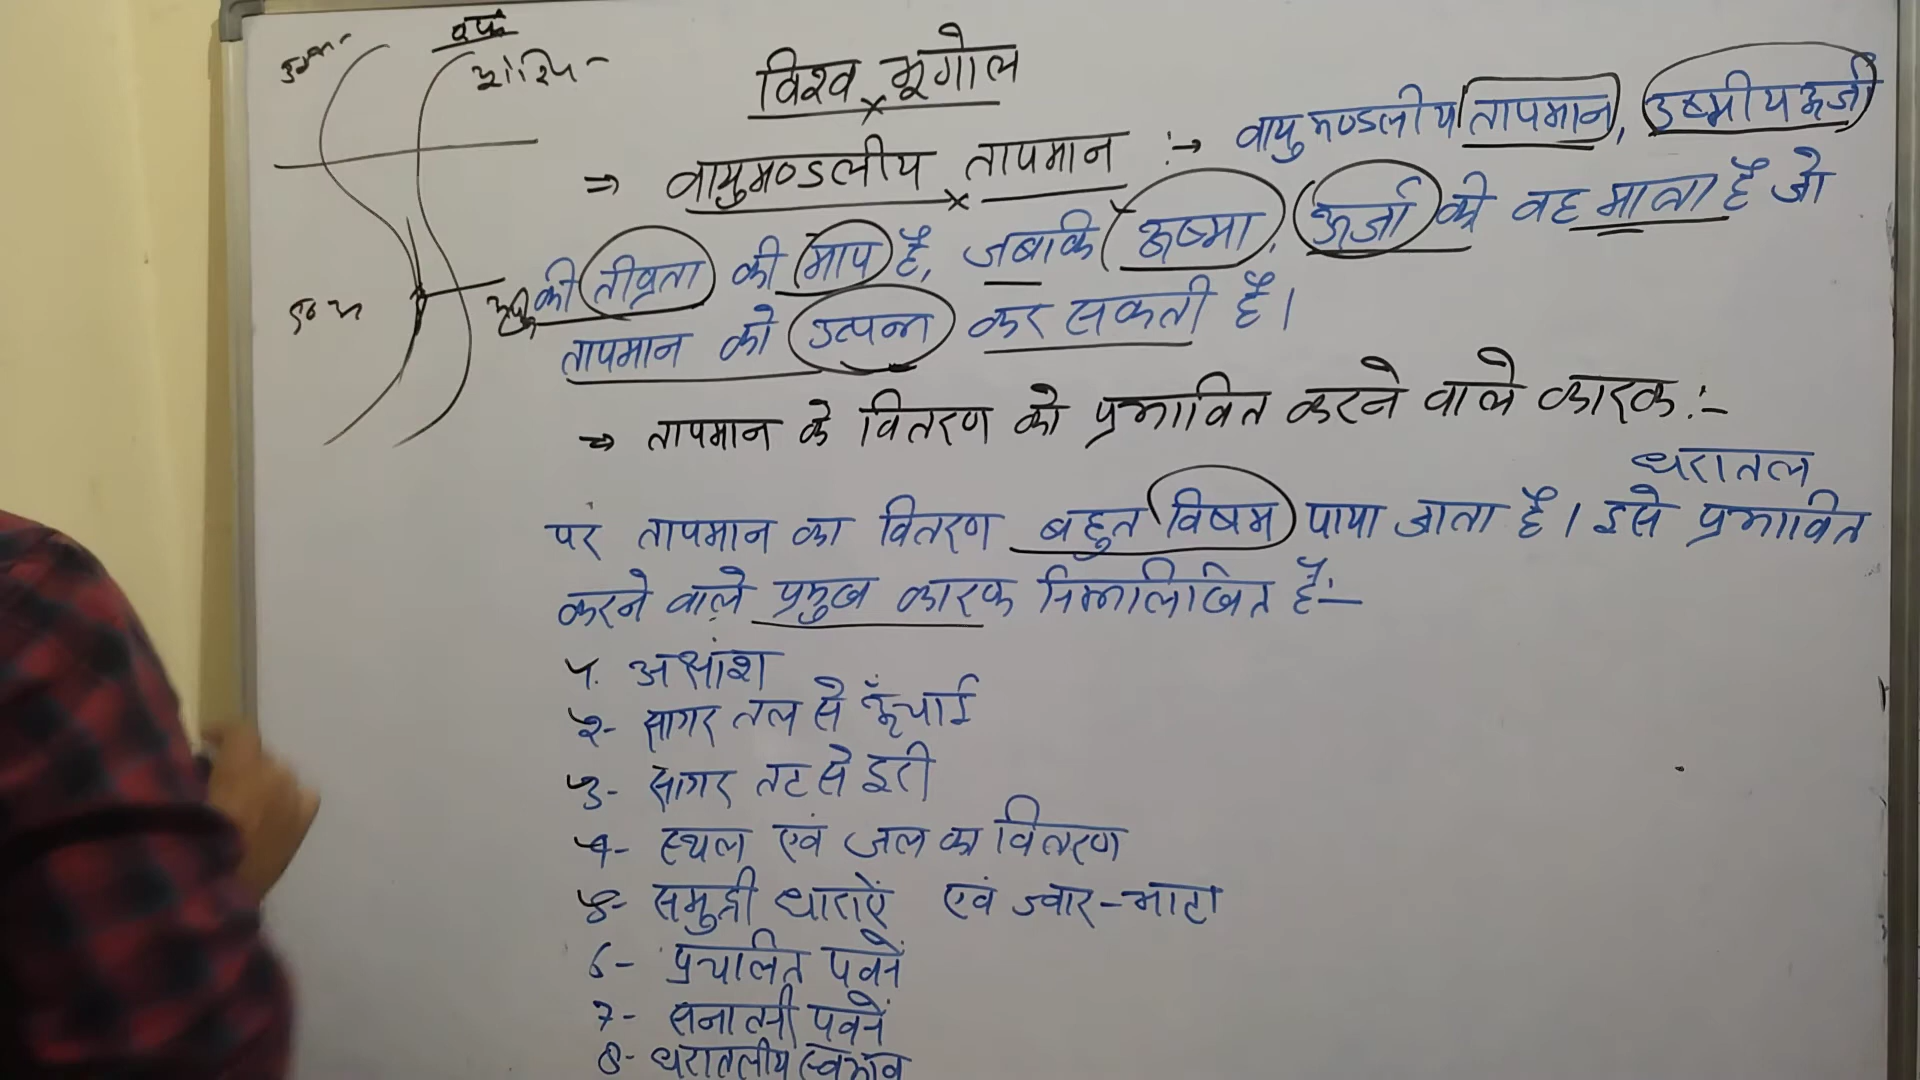 विश्व भूगोल
⇒ वायुमण्डलीय तापमान :→ वायुमण्डलीय तापमान, उष्मीय ऊर्जा
की तीव्रता की माप है, जबकि ऊष्मा, ऊर्जा की वह मात्रा है जो
तापमान को उत्पन्न कर सकती है।
⇒ तापमान के वितरण को प्रभावित करने वाले कारक :-
धरातल
पर तापमान का वितरण बहुत विषम पाया जाता है। इसे प्रभावित
करने वाले प्रमुख कारक निम्नलिखित हैं:-
1. अक्षांश
2- सागर तल से ऊँचाई
3- सागर तट से दूरी
4- स्थल एवं जल का वितरण
5- समुद्री धाराऐं एवं ज्वार-भाटा
6- प्रचलित पवनें
7- सनातनी पवनें
8- धरातलीय स्वभाव